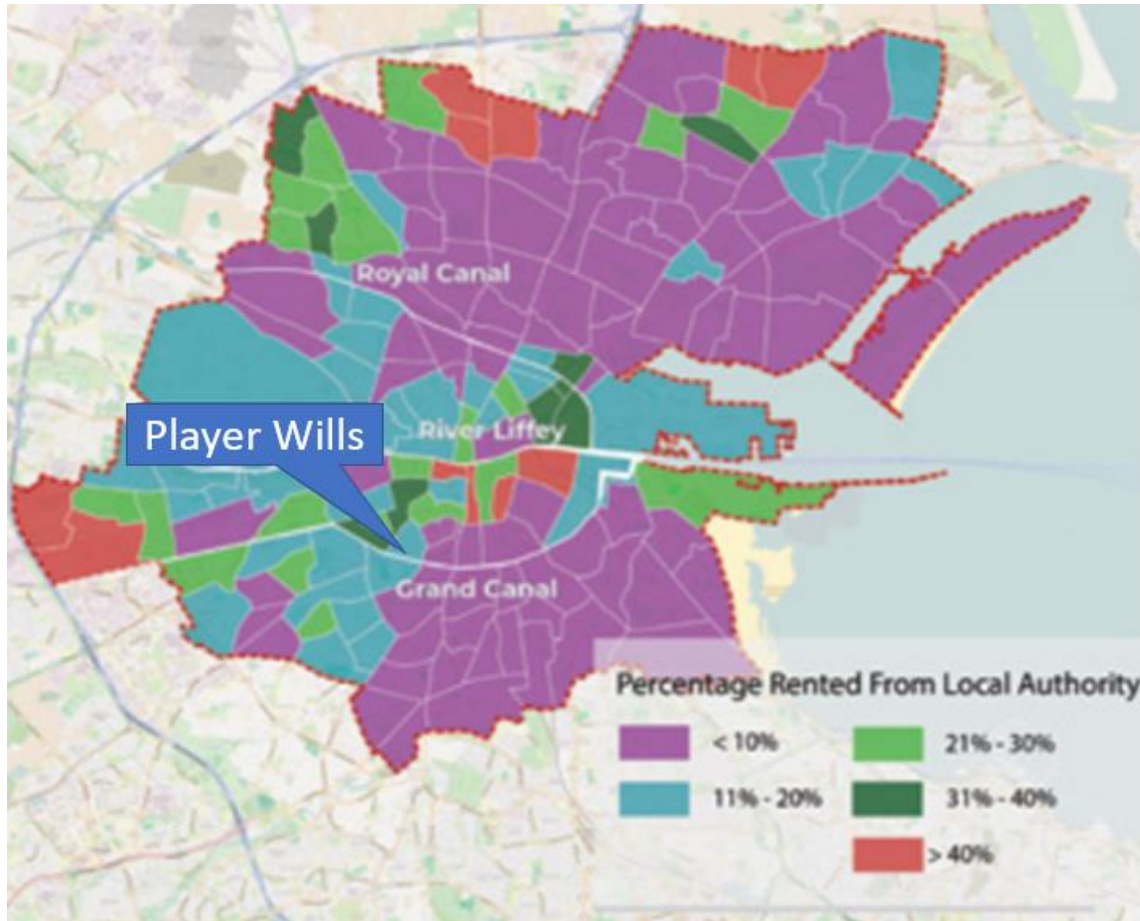 Royal Canal
River Liffey
Player Wills
Grand Canal
Percentage Rented From Local Authority
< 10%
21% - 30%
11% - 20%
31% - 40%
> 40%